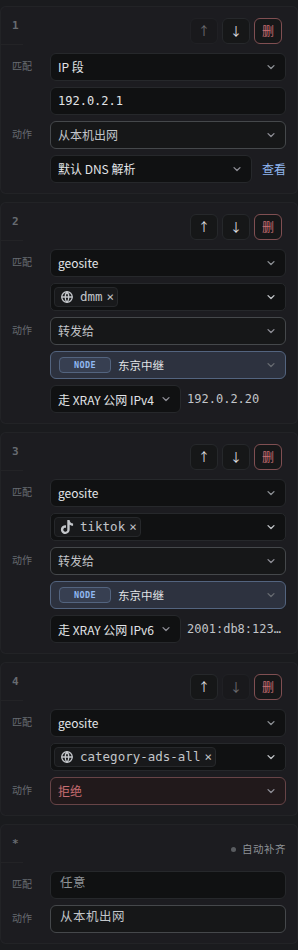 1
↑ ↓ 删
匹配 IP 段
192.0.2.1
动作 从本机出网
默认 DNS 解析 查看
2
↑ ↓ 删
匹配 geosite
dmm ×
动作 转发给
NODE 东京中继
走 XRAY 公网 IPv4 192.0.2.20
3
↑ ↓ 删
匹配 geosite
tiktok ×
动作 转发给
NODE 东京中继
走 XRAY 公网 IPv6 2001:db8:123…
4
↑ ↓ 删
匹配 geosite
category-ads-all ×
动作 拒绝
*
自动补齐
匹配 任意
动作 从本机出网